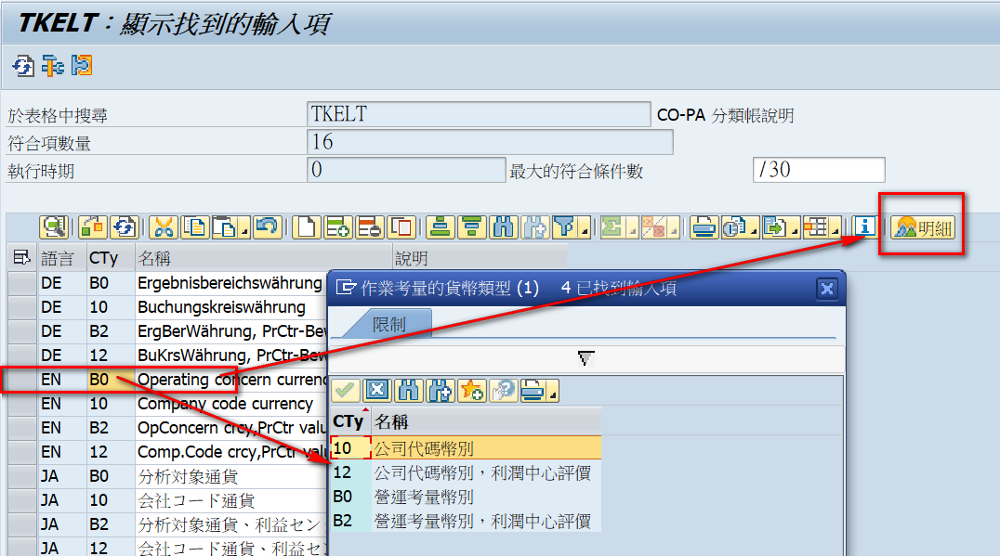 TKELT：顯示找到的輸入項
於表格中搜尋 TKELT CO-PA 分類帳說明
符合項數量 16
執行時期 0 最大的符合條件數 /30
明細
語言 CTy 名稱 說明
DE B0 Ergebnisbereichswährung
DE 10 Buchungskreiswährung
DE B2 ErgBerWährung, PrCtr-Bew
DE 12 BuKrsWährung, PrCtr-Bew
EN B0 Operating concern currenc
EN 10 Company code currency
EN B2 OpConcern crcy,PrCtr valu
EN 12 Comp.Code crcy,PrCtr valu
JA B0 分析対象通貨
JA 10 会社コード通貨
JA B2 分析対象通貨、利益セン
JA 12 会社コード通貨、利益セ
作業考量的貨幣類型 (1) 4 已找到輸入項
限制
CTy 名稱
10 公司代碼幣別
12 公司代碼幣別，利潤中心評價
B0 營運考量幣別
B2 營運考量幣別，利潤中心評價